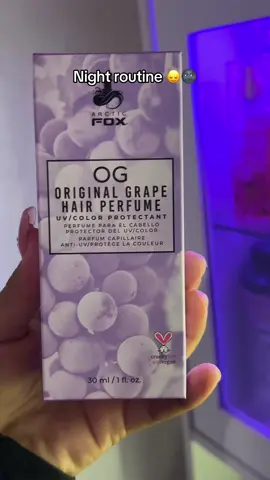 Night routine 😔🌚
ARCTIC
FOX
OG
ORIGINAL GRAPE
HAIR PERFUME
UV/COLOR PROTECTANT
PERFUME PARA EL CABELLO
PROTECTOR DEL UV/COLOR
PARFUM CAPILLAIRE
ANTI-UV/PROTÈGE LA COULEUR
30 ml / 1 fl. oz.